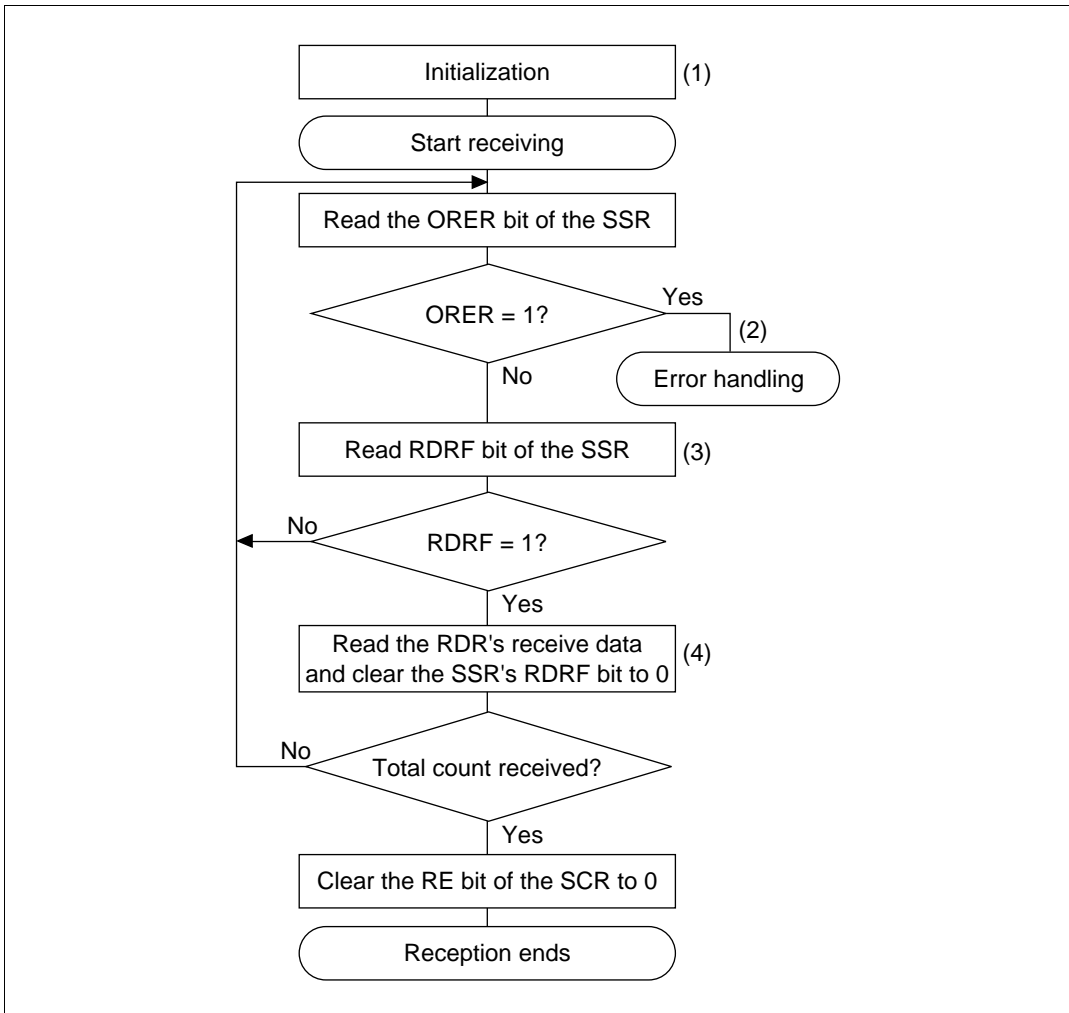 Initialization
(1)
Start receiving
Read the ORER bit of the SSR
ORER = 1?
Yes
(2)
Error handling
No
Read RDRF bit of the SSR
(3)
No
RDRF = 1?
Yes
Read the RDR's receive data
and clear the SSR's RDRF bit to 0
(4)
No
Total count received?
Yes
Clear the RE bit of the SCR to 0
Reception ends